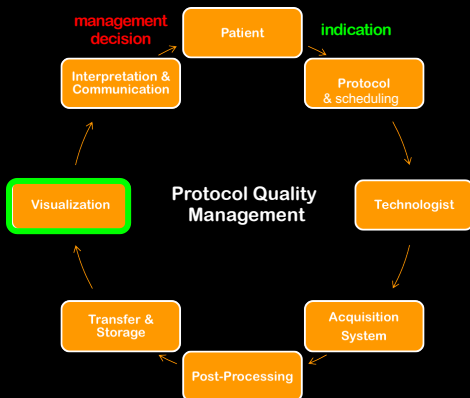 management
decision
Patient
indication
Interpretation &
Communication
Protocol
& scheduling
Visualization
Protocol Quality
Management
Technologist
Transfer &
Storage
Acquisition
System
Post-Processing